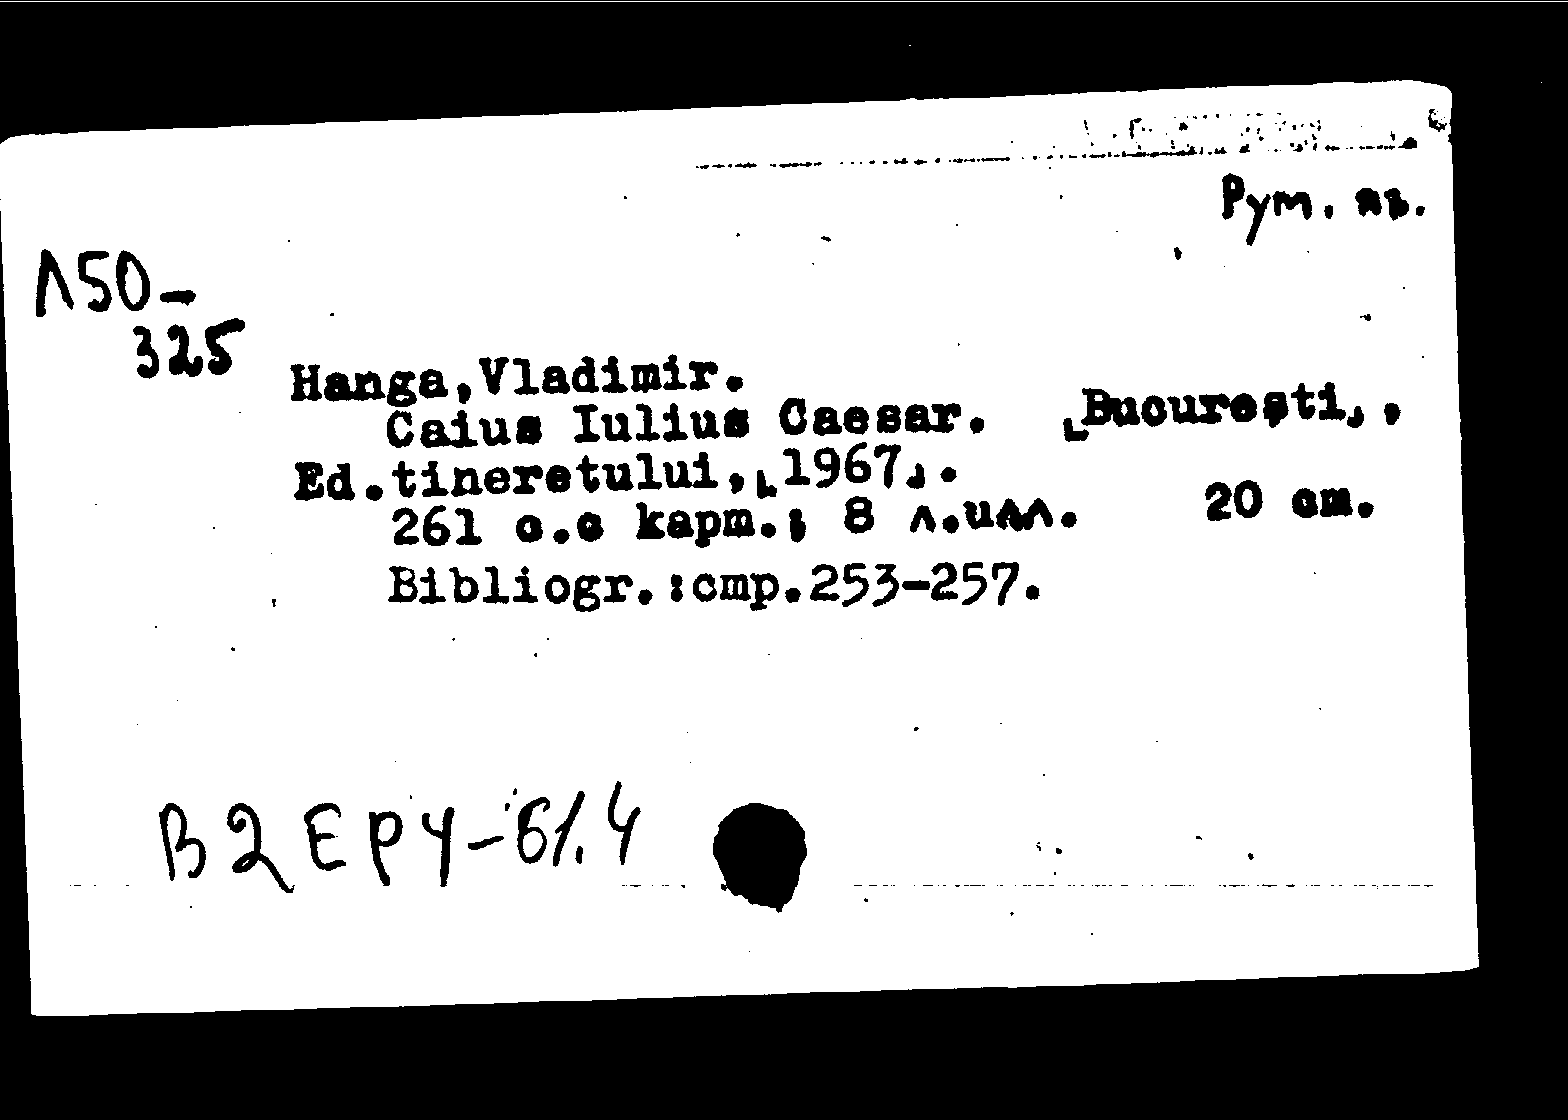 Рум. яз.
Л50-
325
Hanga, Vladimir.
Caius Iulius Caesar. [Bucureşti],
Ed. tineretului, [1967].
261 с. с карт.; 8 л. илл. 20 см.
Bibliogr.: стр. 253-257.
В2ЕРУ-61.4